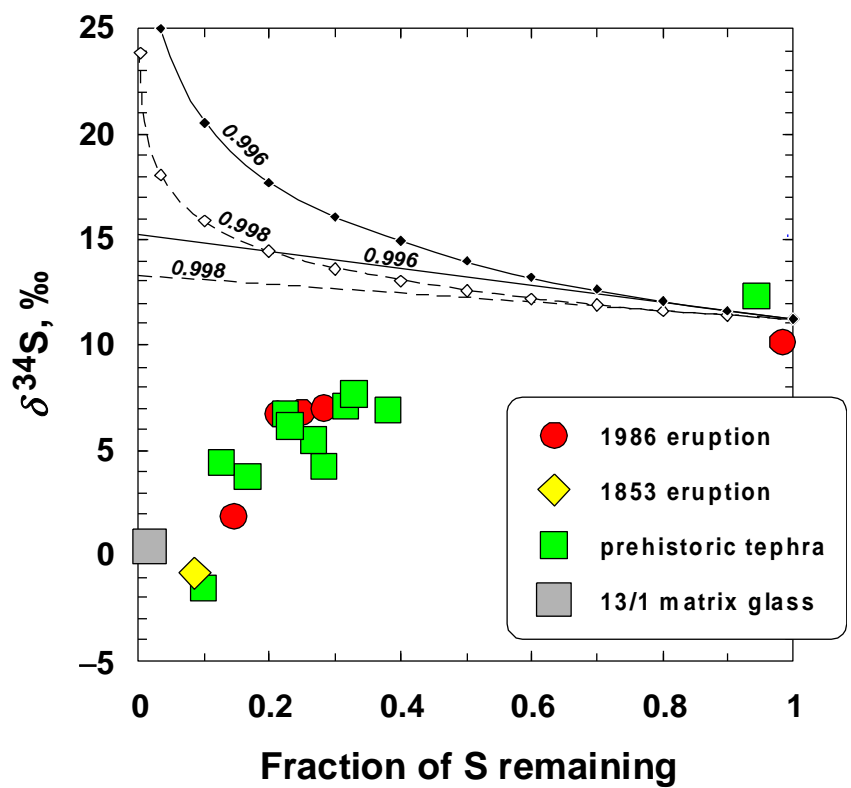 25
20
15
10
5
0
–5
δ34S, ‰
0.996
0.998
0.996
0.998
1986 eruption
1853 eruption
prehistoric tephra
13/1 matrix glass
0 0.2 0.4 0.6 0.8 1
Fraction of S remaining